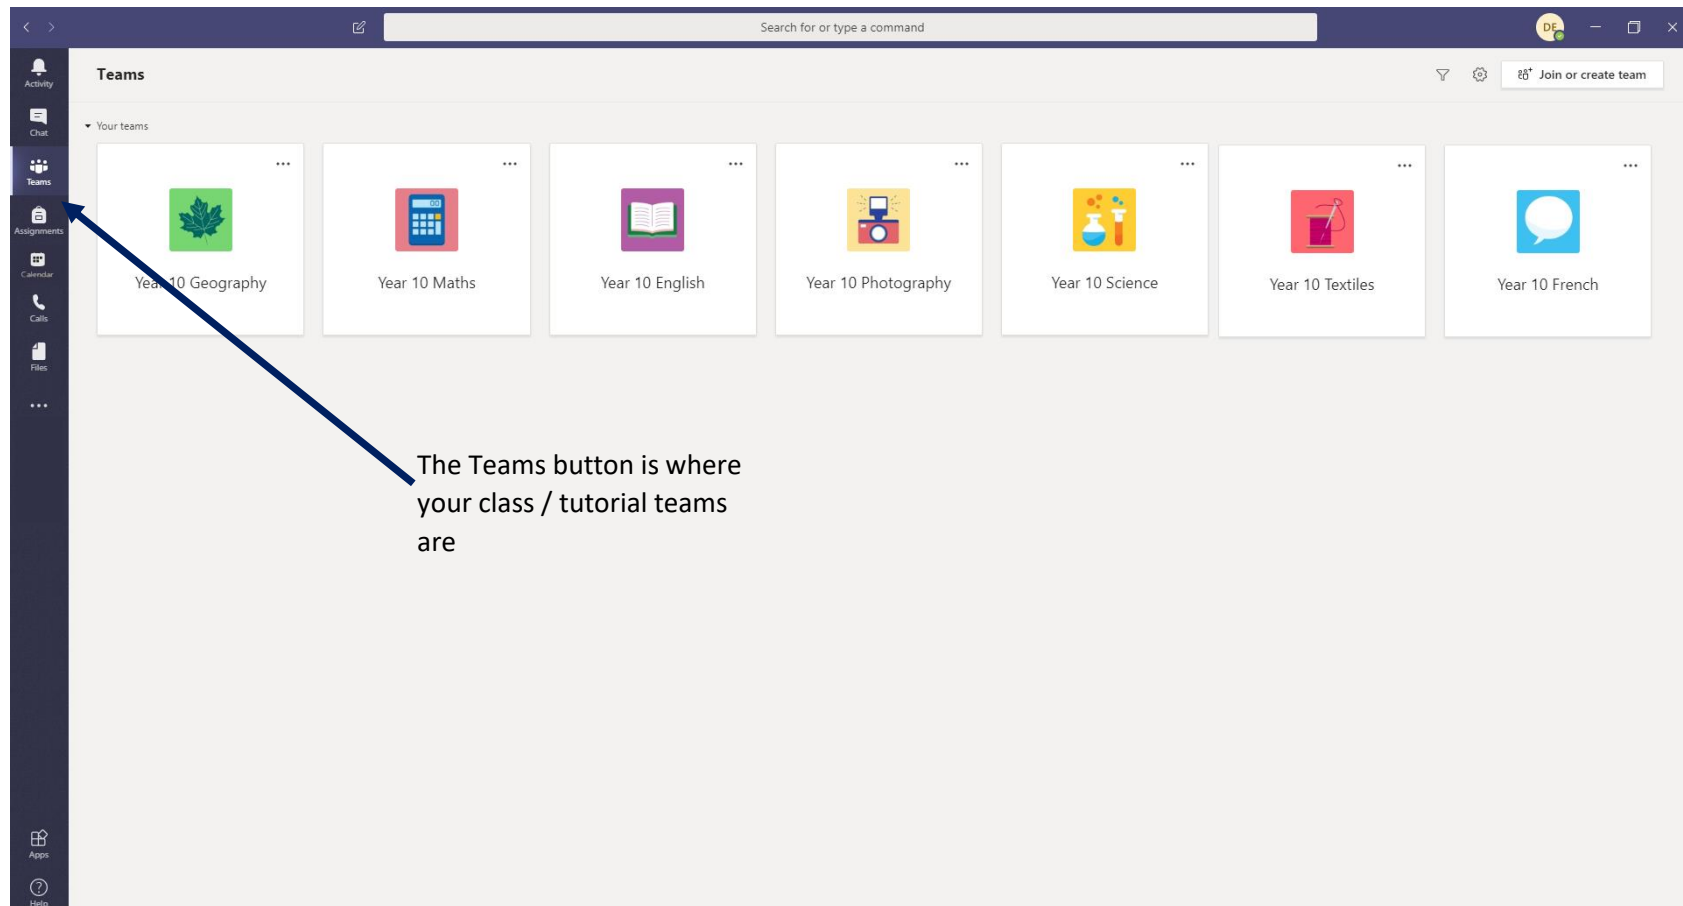 Search for or type a command
DE
Activity
Chat
Teams
Assignments
Calendar
Calls
Files
Apps
Help
Teams
Join or create team
Your teams
Year 10 Geography
Year 10 Maths
Year 10 English
Year 10 Photography
Year 10 Science
Year 10 Textiles
Year 10 French
The Teams button is where
your class / tutorial teams
are